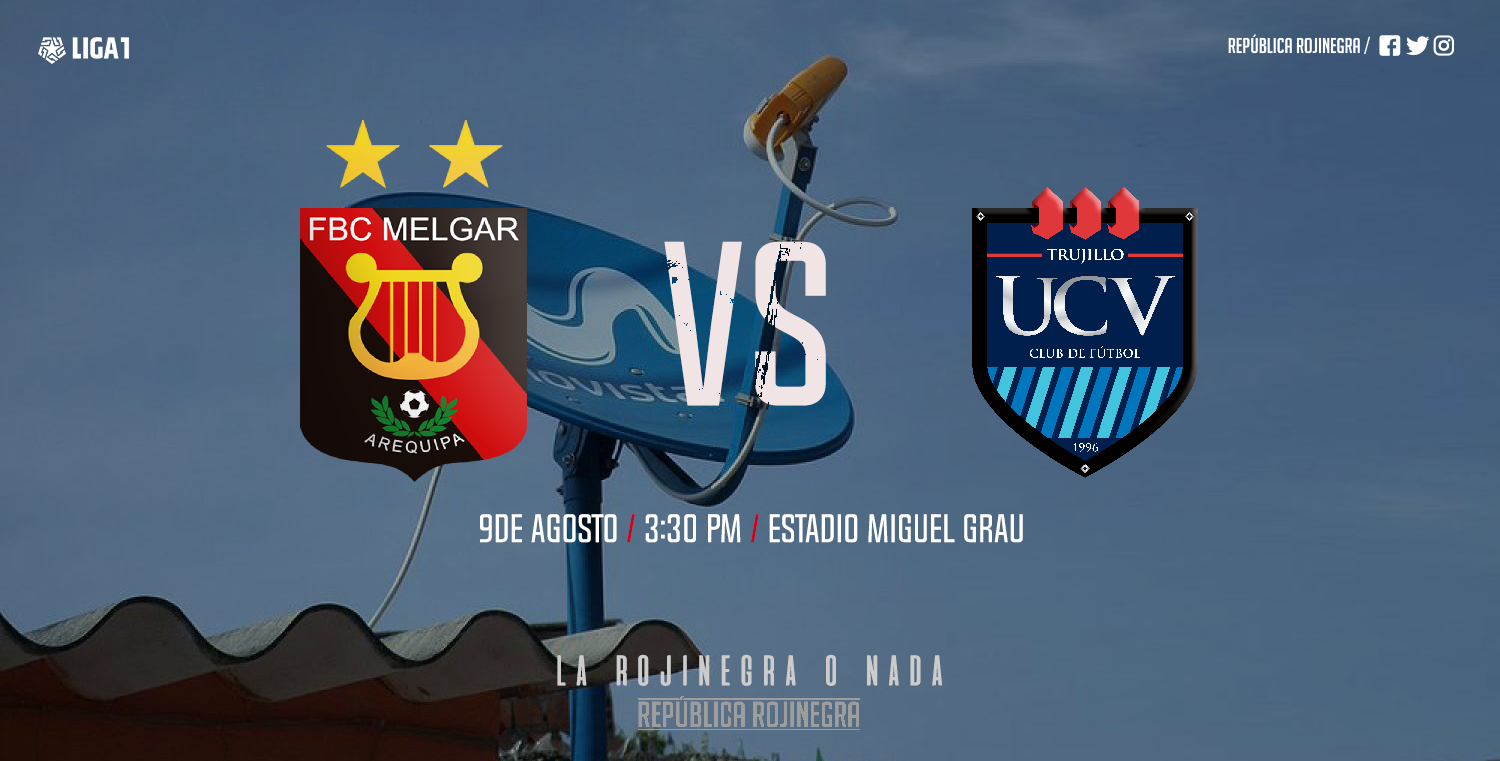 LIGA1
REPÚBLICA ROJINEGRA /
FBC MELGAR
AREQUIPA
movista
VS
TRUJILLO
UCV
CLUB DE FÚTBOL
1996
9DE AGOSTO / 3:30 PM / ESTADIO MIGUEL GRAU
LA ROJINEGRA O NADA
REPÚBLICA ROJINEGRA